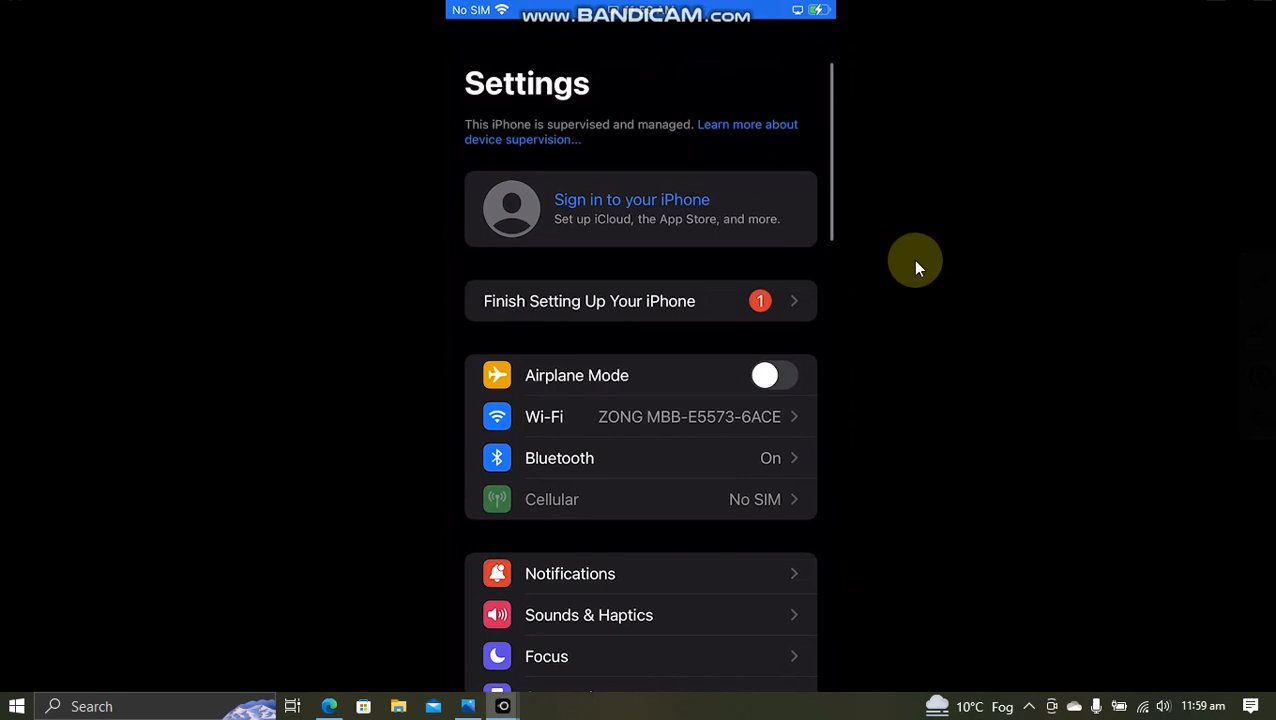 No SIM
www.BANDICAM.com
Settings
This iPhone is supervised and managed. Learn more about
device supervision...
Sign in to your iPhone
Set up iCloud, the App Store, and more.
Finish Setting Up Your iPhone 1
Airplane Mode
Wi-Fi ZONG MBB-E5573-6ACE
Bluetooth On
Cellular No SIM
Notifications
Sounds & Haptics
Focus
Search
10°C Fog
11:59 am